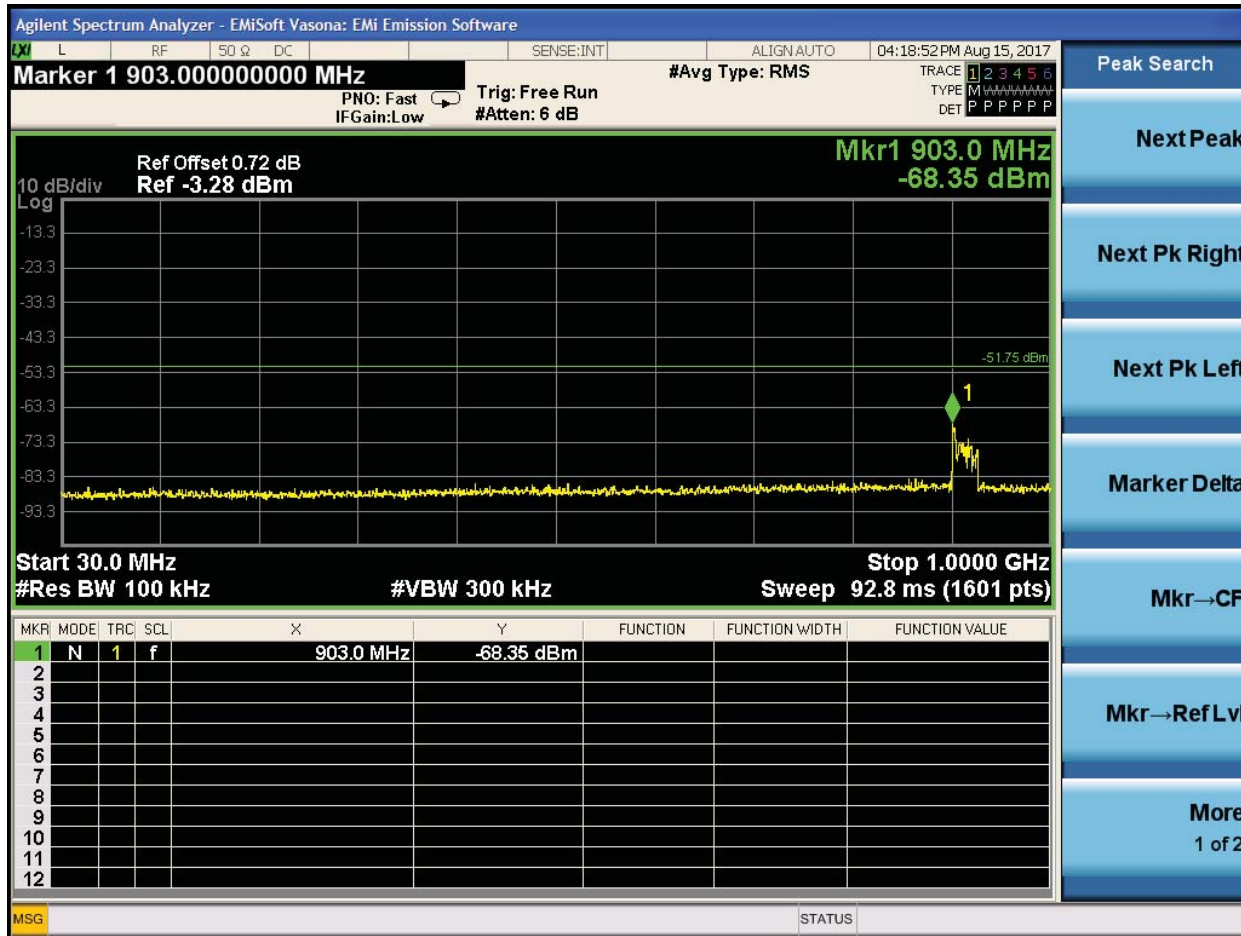 Agilent Spectrum Analyzer - EMiSoft Vasona: EMi Emission Software
LXI L RF 50 Ω DC SENSE:INT ALIGN AUTO 04:18:52 PM Aug 15, 2017
Marker 1 903.000000000 MHz
#Avg Type: RMS
TRACE 1 2 3 4 5 6
PNO: Fast
Trig: Free Run
TYPE M
IFGain:Low
#Atten: 6 dB
DET P P P P P P
Mkr1 903.0 MHz
-68.35 dBm
Ref Offset 0.72 dB
10 dB/div Ref -3.28 dBm
Log
-13.3
-23.3
-33.3
-43.3
-51.75 dBm
-53.3
1
-63.3
-73.3
-83.3
-93.3
Start 30.0 MHz Stop 1.0000 GHz
#Res BW 100 kHz #VBW 300 kHz Sweep 92.8 ms (1601 pts)
MKR MODE TRC SCL X Y FUNCTION FUNCTION WIDTH FUNCTION VALUE
1 N 1 f 903.0 MHz -68.35 dBm
2
3
4
5
6
7
8
9
10
11
12
MSG STATUS
Peak Search
Next Peak
Next Pk Right
Next Pk Left
Marker Delta
Mkr→CF
Mkr→Ref Lvl
More
1 of 2